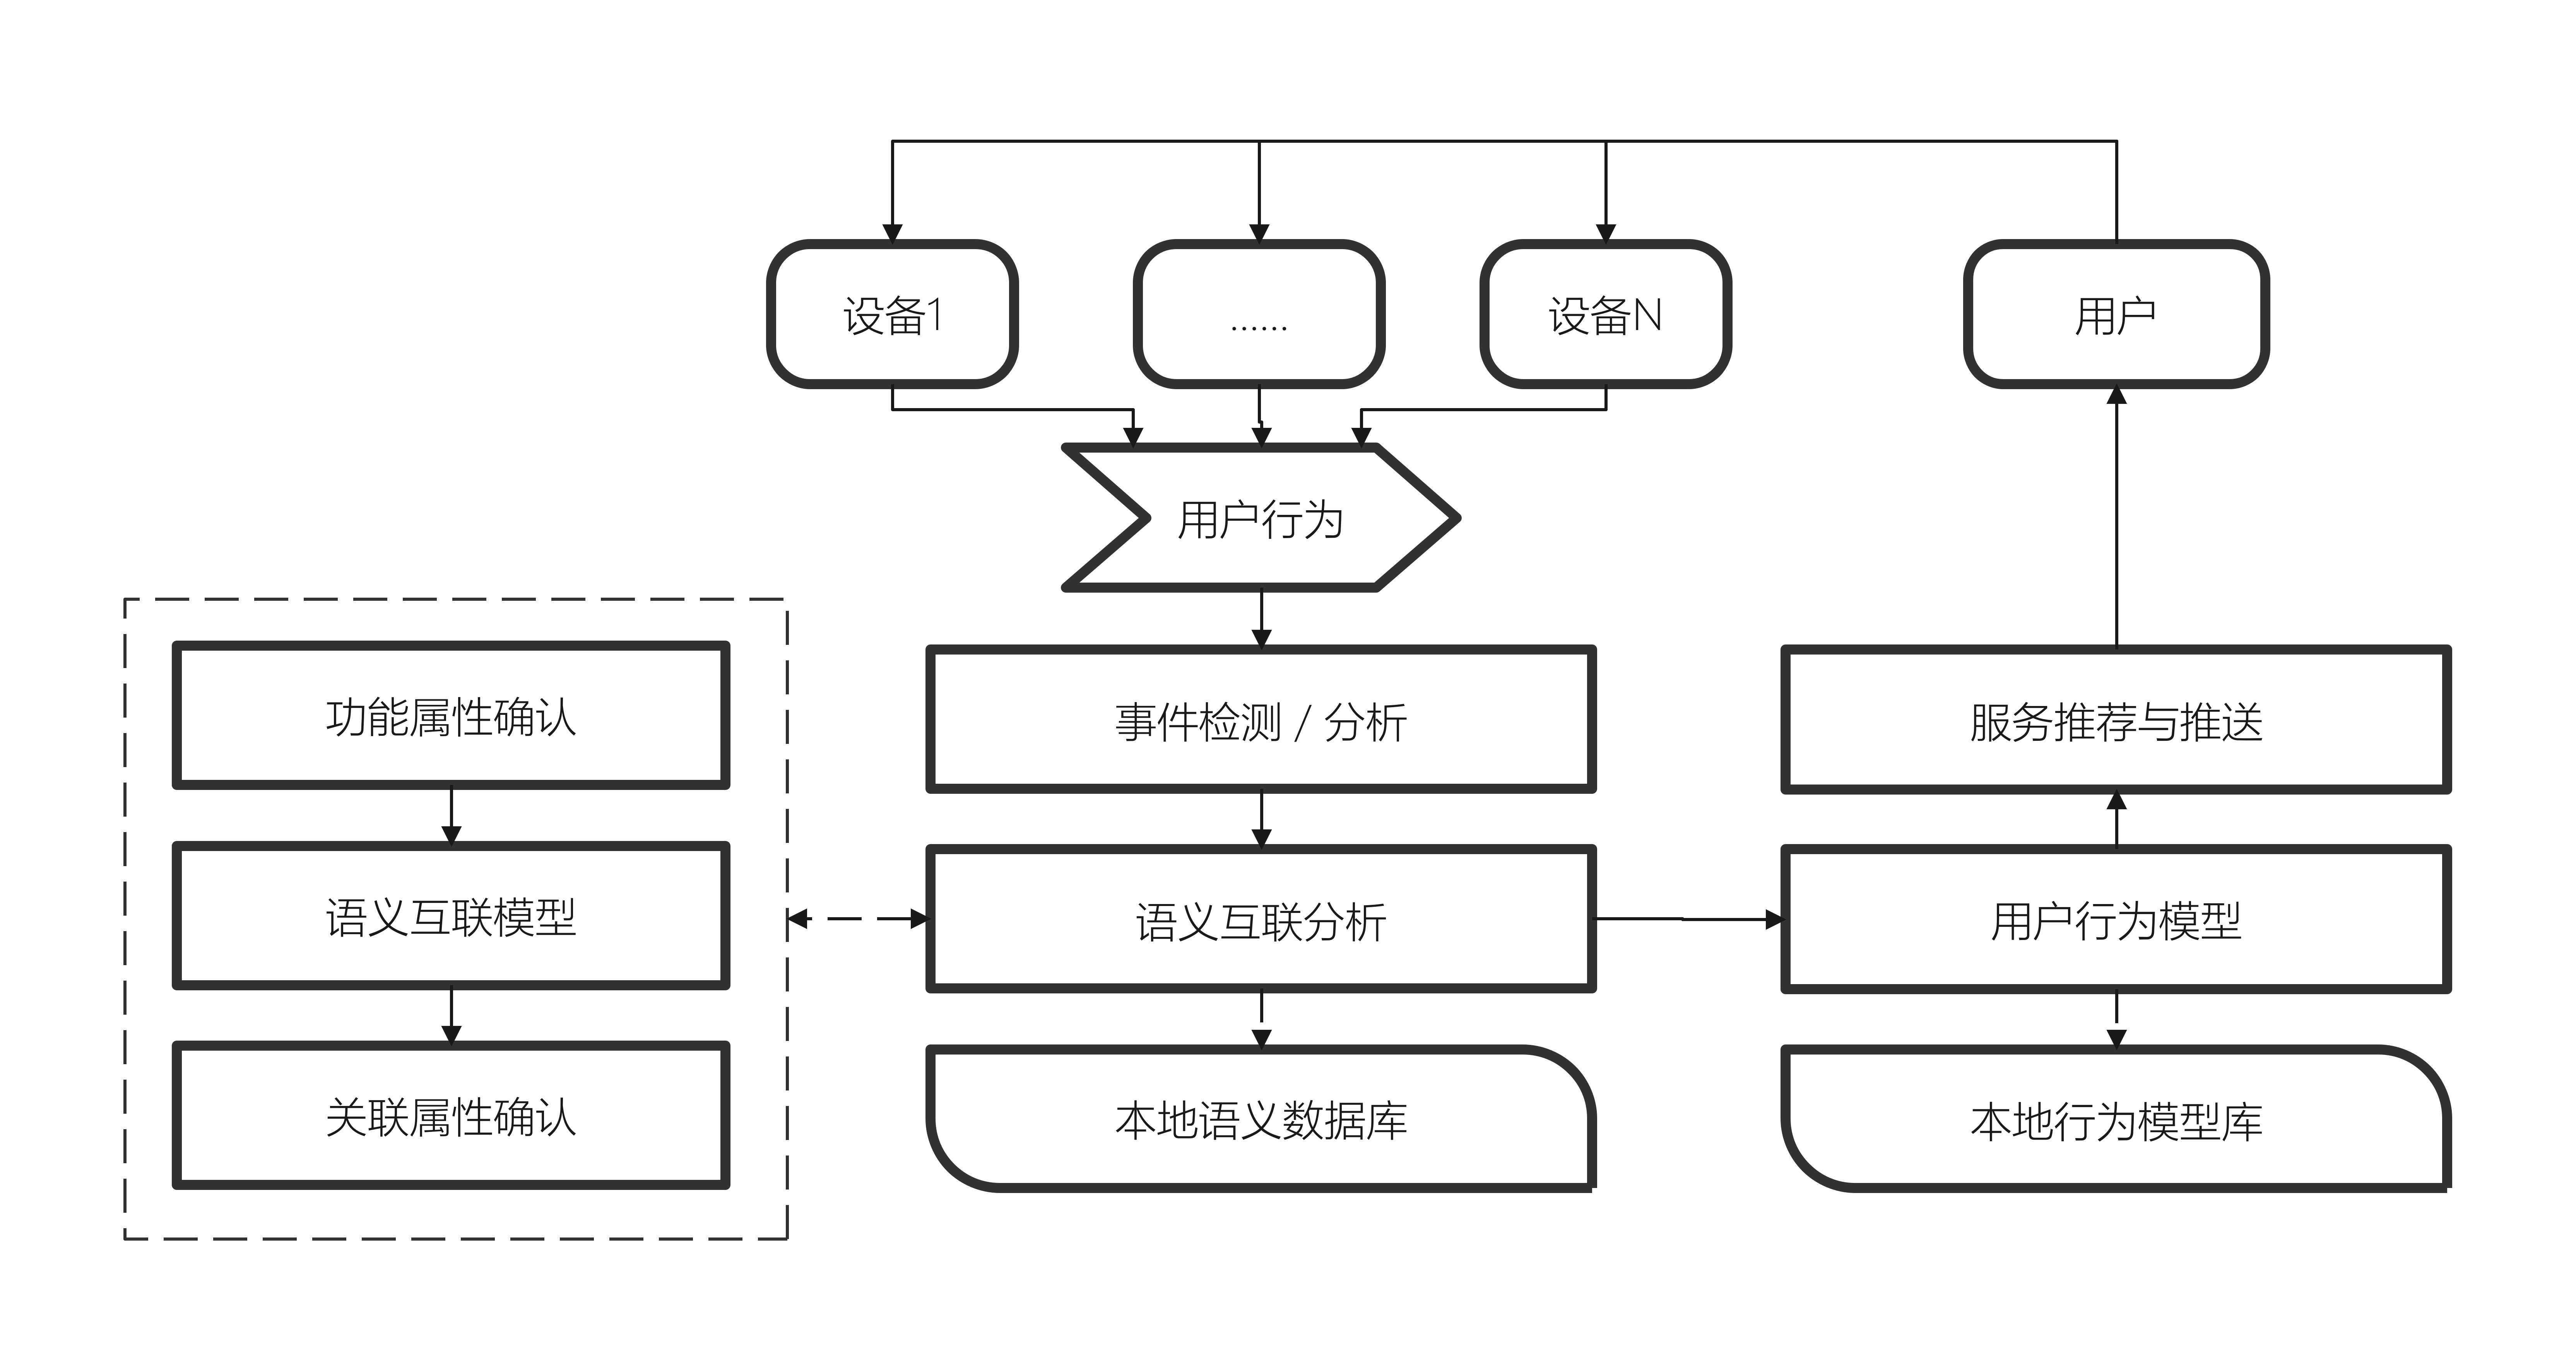 设备1
......
设备N
用户
用户行为
功能属性确认
事件检测 / 分析
服务推荐与推送
语义互联模型
语义互联分析
用户行为模型
关联属性确认
本地语义数据库
本地行为模型库